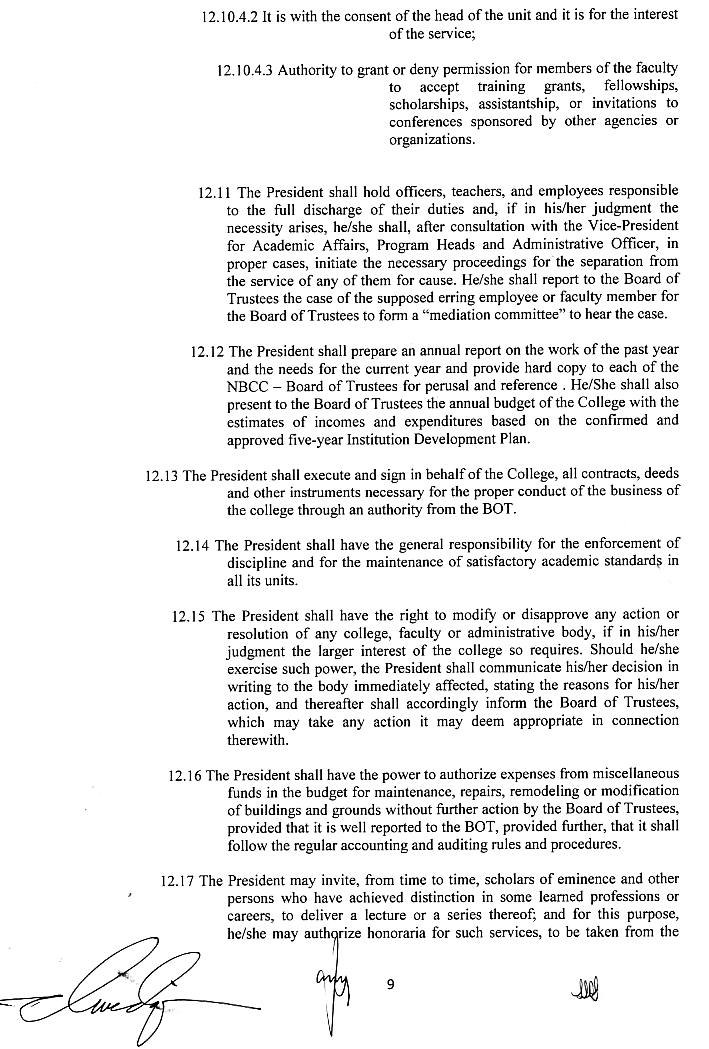 12.10.4.2 It is with the consent of the head of the unit and it is for the interest
of the service;
12.10.4.3 Authority to grant or deny permission for members of the faculty
to accept training grants, fellowships,
scholarships, assistantship, or invitations to
conferences sponsored by other agencies or
organizations.
12.11 The President shall hold officers, teachers, and employees responsible
to the full discharge of their duties and, if in his/her judgment the
necessity arises, he/she shall, after consultation with the Vice-President
for Academic Affairs, Program Heads and Administrative Officer, in
proper cases, initiate the necessary proceedings for the separation from
the service of any of them for cause. He/she shall report to the Board of
Trustees the case of the supposed erring employee or faculty member for
the Board of Trustees to form a “mediation committee” to hear the case.
12.12 The President shall prepare an annual report on the work of the past year
and the needs for the current year and provide hard copy to each of the
NBCC – Board of Trustees for perusal and reference . He/She shall also
present to the Board of Trustees the annual budget of the College with the
estimates of incomes and expenditures based on the confirmed and
approved five-year Institution Development Plan.
12.13 The President shall execute and sign in behalf of the College, all contracts, deeds
and other instruments necessary for the proper conduct of the business of
the college through an authority from the BOT.
12.14 The President shall have the general responsibility for the enforcement of
discipline and for the maintenance of satisfactory academic standards in
all its units.
12.15 The President shall have the right to modify or disapprove any action or
resolution of any college, faculty or administrative body, if in his/her
judgment the larger interest of the college so requires. Should he/she
exercise such power, the President shall communicate his/her decision in
writing to the body immediately affected, stating the reasons for his/her
action, and thereafter shall accordingly inform the Board of Trustees,
which may take any action it may deem appropriate in connection
therewith.
12.16 The President shall have the power to authorize expenses from miscellaneous
funds in the budget for maintenance, repairs, remodeling or modification
of buildings and grounds without further action by the Board of Trustees,
provided that it is well reported to the BOT, provided further, that it shall
follow the regular accounting and auditing rules and procedures.
12.17 The President may invite, from time to time, scholars of eminence and other
persons who have achieved distinction in some learned professions or
careers, to deliver a lecture or a series thereof; and for this purpose,
he/she may authorize honoraria for such services, to be taken from the
9